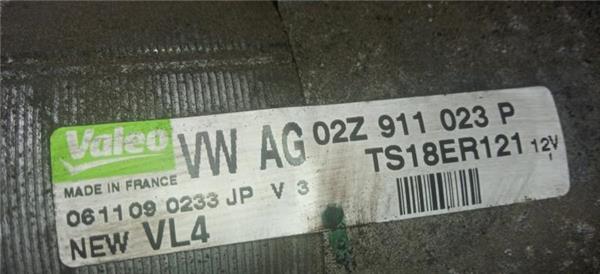 Valeo VW AG 02Z 911 023 P
MADE IN FRANCE TS18ER121 12V
061109 0233 JP V 3
NEW VL4